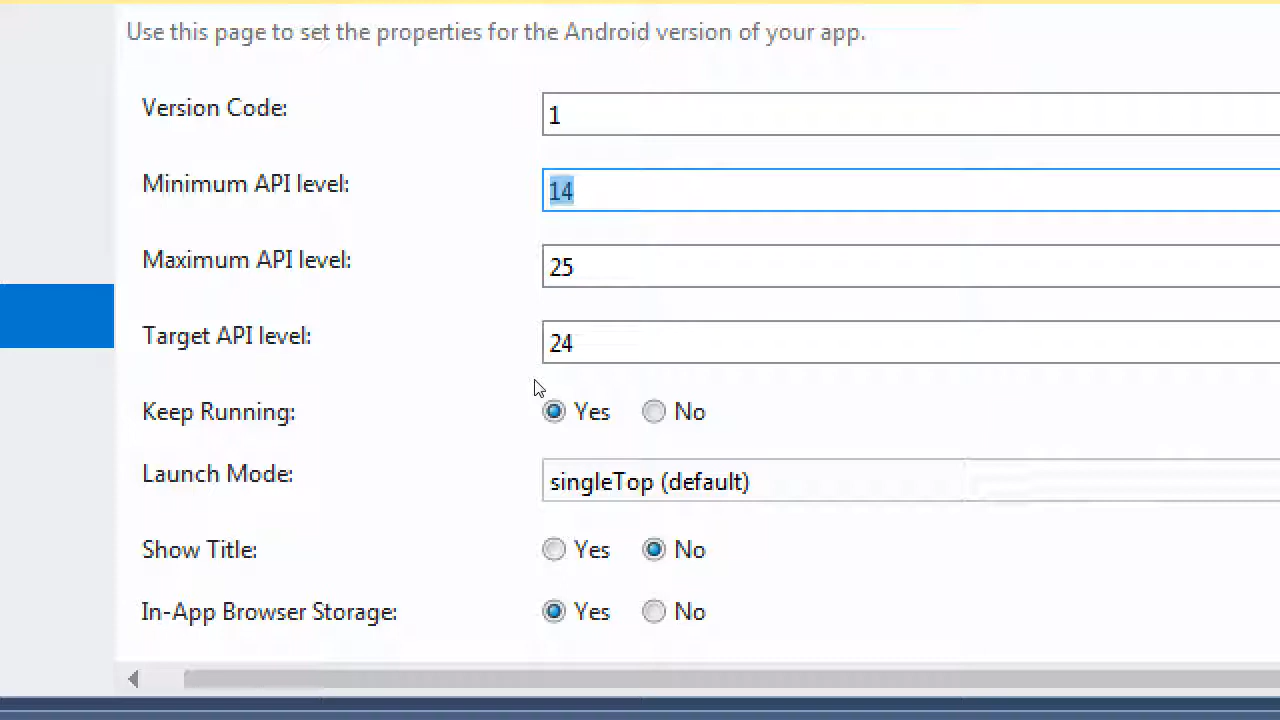 Use this page to set the properties for the Android version of your app.
Version Code: 1
Minimum API level: 14
Maximum API level: 25
Target API level: 24
Keep Running: Yes No
Launch Mode: singleTop (default)
Show Title: Yes No
In-App Browser Storage: Yes No